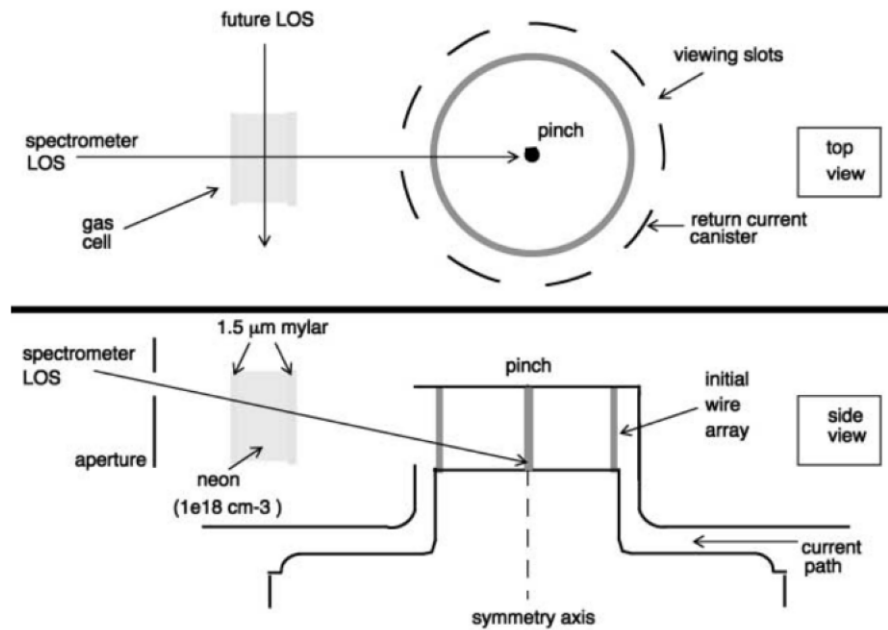 future LOS
viewing slots
spectrometer
LOS
pinch
top
view
gas
cell
return current
canister
1.5 μm mylar
spectrometer
LOS
pinch
initial
wire
array
side
view
aperture
neon
(1e18 cm-3 )
current
path
symmetry axis